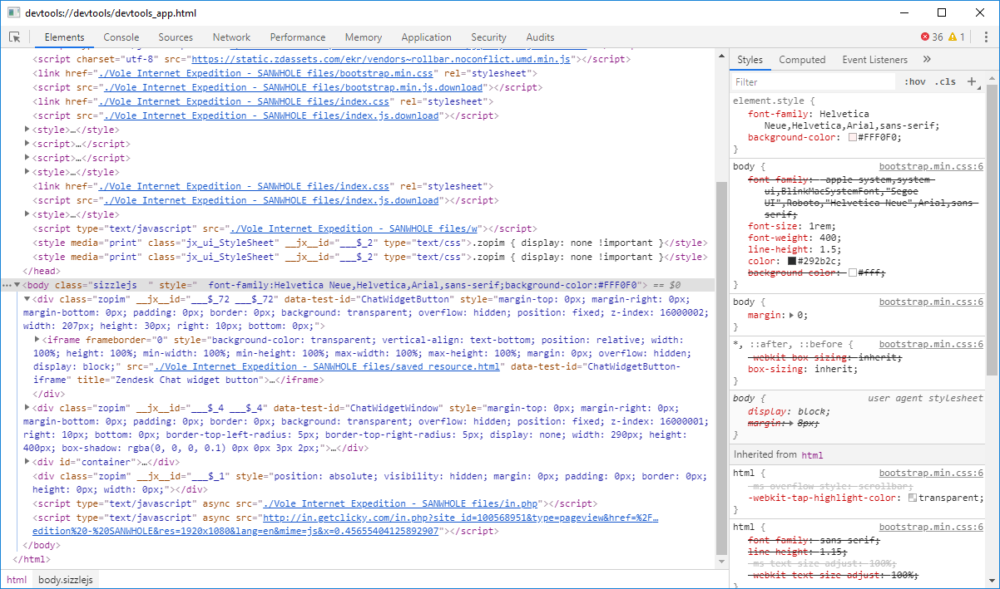 devtools://devtools/devtools_app.html
Elements Console Sources Network Performance Memory Application Security Audits 36 1
<script charset="utf-8" src="https://static.zdassets.com/ekr/vendors~rollbar.noconflict.umd.min.js"></script>
<link href="./Vole Internet Expedition - SANWHOLE_files/bootstrap.min.css" rel="stylesheet">
<script src="./Vole Internet Expedition - SANWHOLE_files/bootstrap.min.js.download"></script>
<link href="./Vole Internet Expedition - SANWHOLE_files/index.css" rel="stylesheet">
<script src="./Vole Internet Expedition - SANWHOLE_files/index.js.download"></script>
<style>…</style>
<script>…</script>
<script>…</script>
<style>…</style>
<link href="./Vole Internet Expedition - SANWHOLE_files/index.css" rel="stylesheet">
<script src="./Vole Internet Expedition - SANWHOLE_files/index.js.download"></script>
<style>…</style>
<script type="text/javascript" src="./Vole Internet Expedition - SANWHOLE_files/w"></script>
<style media="print" class="jx_ui_StyleSheet" __jx__id="___$_2" type="text/css">.zopim { display: none !important }</style>
<style media="print" class="jx_ui_StyleSheet" __jx__id="___$_2" type="text/css">.zopim { display: none !important }</style>
</head>
…<body class="sizzlejs  " style="  font-family:Helvetica Neue,Helvetica,Arial,sans-serif;background-color:#FFF0F0"> == $0
<div class="zopim" __jx__id="___$_72 ___$_72" data-test-id="ChatWidgetButton" style="margin-top: 0px; margin-right: 0px;
margin-bottom: 0px; padding: 0px; border: 0px; background: transparent; overflow: hidden; position: fixed; z-index: 16000002;
width: 207px; height: 30px; right: 10px; bottom: 0px;">
<iframe frameborder="0" style="background-color: transparent; vertical-align: text-bottom; position: relative; width:
100%; height: 100%; min-width: 100%; min-height: 100%; max-width: 100%; max-height: 100%; margin: 0px; overflow: hidden;
display: block;" src="./Vole Internet Expedition - SANWHOLE_files/saved_resource.html" data-test-id="ChatWidgetButton-
iframe" title="Zendesk Chat widget button">…</iframe>
</div>
<div class="zopim" __jx__id="___$_4 ___$_4" data-test-id="ChatWidgetWindow" style="margin-top: 0px; margin-right: 0px;
margin-bottom: 0px; padding: 0px; border: 0px; background: transparent; overflow: hidden; position: fixed; z-index: 16000001;
right: 10px; bottom: 0px; border-top-left-radius: 5px; border-top-right-radius: 5px; display: none; width: 290px; height:
400px; box-shadow: rgba(0, 0, 0, 0.1) 0px 0px 3px 2px;">…</div>
<div id="container">…</div>
<div class="zopim" __jx__id="___$_1" style="position: absolute; visibility: hidden; margin: 0px; padding: 0px; border: 0px;
height: 0px; width: 0px;"></div>
<script type="text/javascript" async src="./Vole Internet Expedition - SANWHOLE_files/in.php"></script>
<script type="text/javascript" async src="http://in.getclicky.com/in.php?site_id=100568951&type=pageview&href=%2F…
edition%20-%20SANWHOLE&res=1920x1080&lang=en&mime=js&x=0.45655404125892907"></script>
</body>
</html>
html body.sizzlejs
Styles Computed Event Listeners »
Filter :hov .cls +
element.style {
font-family: Helvetica
Neue,Helvetica,Arial,sans-serif;
background-color: #FFF0F0;
}
body { bootstrap.min.css:6
font-family: -apple-system,system-
ui,BlinkMacSystemFont,"Segoe
UI",Roboto,"Helvetica Neue",Arial,sans-
serif;
font-size: 1rem;
font-weight: 400;
line-height: 1.5;
color: #292b2c;
background-color: #fff;
}
body { bootstrap.min.css:6
margin: 0;
}
*, ::after, ::before { bootstrap.min.css:6
-webkit-box-sizing: inherit;
box-sizing: inherit;
}
body { user agent stylesheet
display: block;
margin: 8px;
}
Inherited from html
html { bootstrap.min.css:6
-ms-overflow-style: scrollbar;
-webkit-tap-highlight-color: transparent;
}
html { bootstrap.min.css:6
font-family: sans-serif;
line-height: 1.15;
-ms-text-size-adjust: 100%;
-webkit-text-size-adjust: 100%;
}